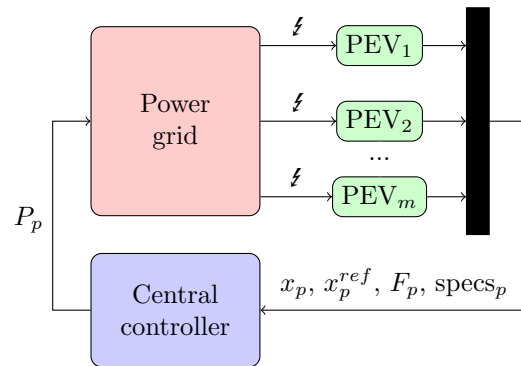 Power
grid
PEV₁
PEV₂
...
PEVₘ
Pₚ
Central
controller
xₚ, xₚʳᵉᶠ, Fₚ, specsₚ